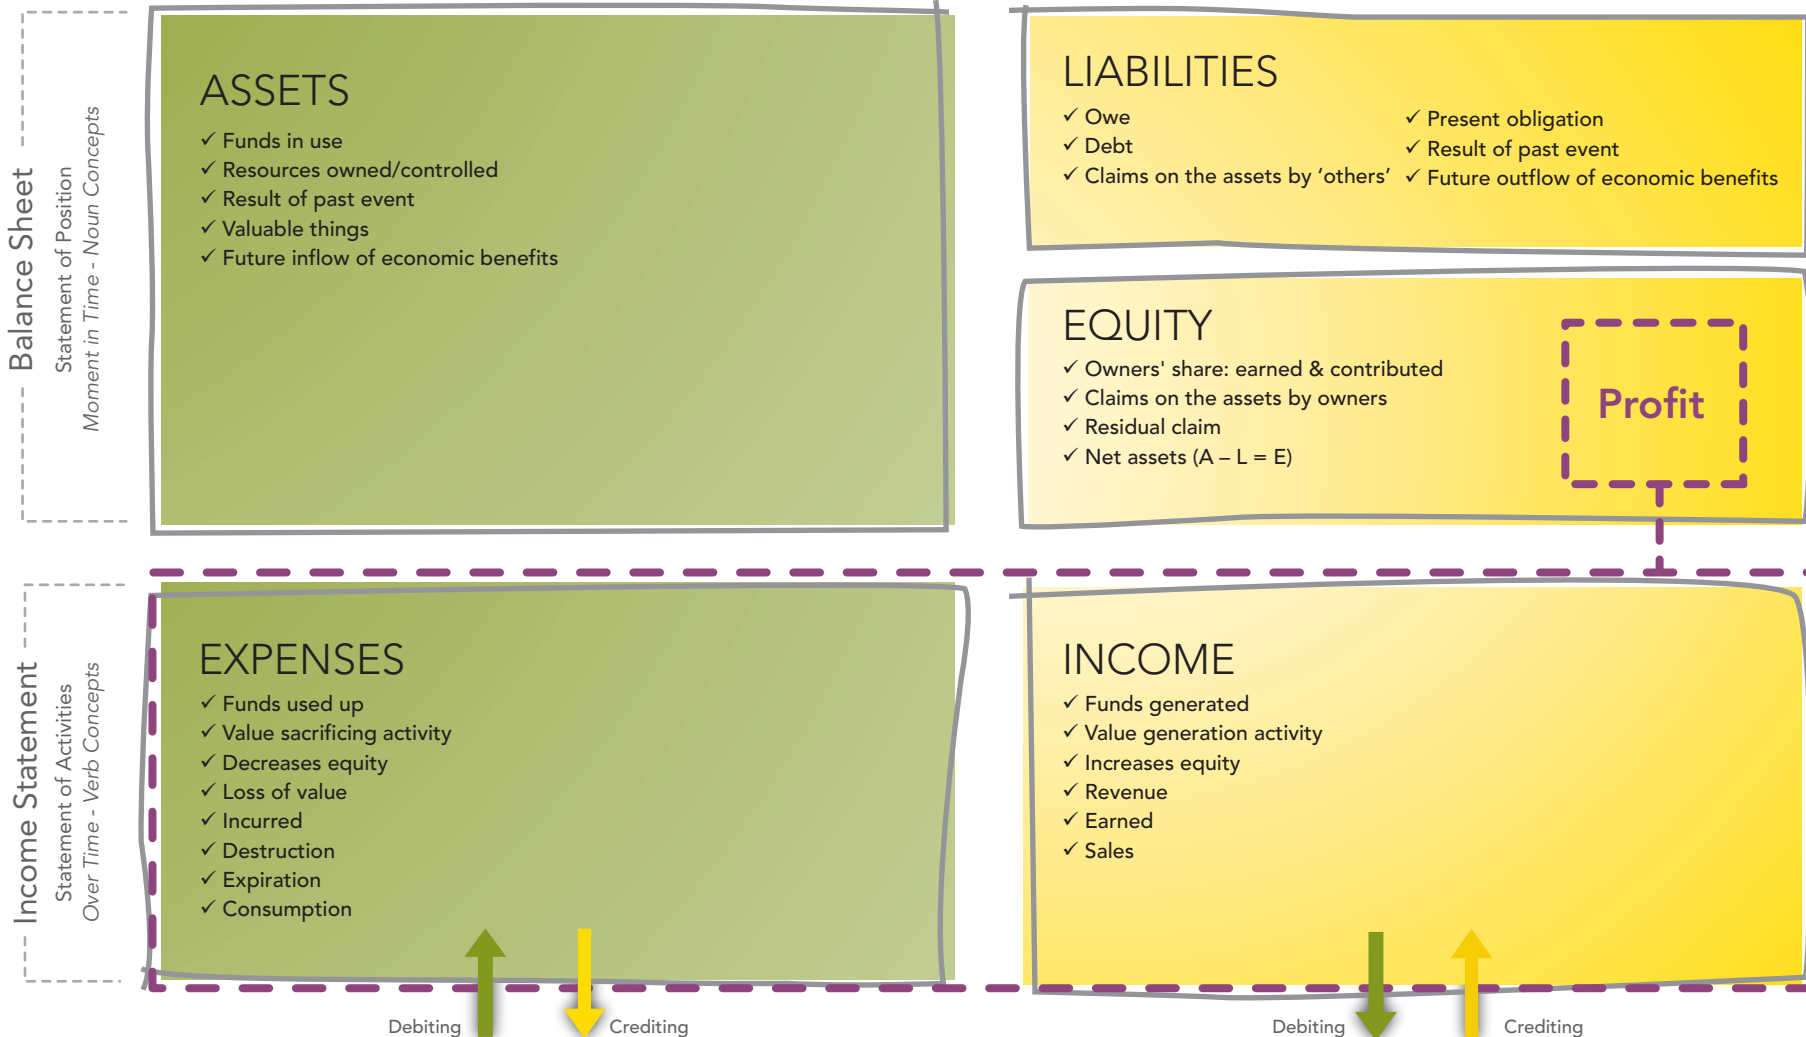 Balance Sheet
Statement of Position
Moment in Time - Noun Concepts
ASSETS
✓ Funds in use
✓ Resources owned/controlled
✓ Result of past event
✓ Valuable things
✓ Future inflow of economic benefits
LIABILITIES
✓ Owe
✓ Debt
✓ Claims on the assets by ‘others’
✓ Present obligation
✓ Result of past event
✓ Future outflow of economic benefits
EQUITY
✓ Owners' share: earned & contributed
✓ Claims on the assets by owners
✓ Residual claim
✓ Net assets (A – L = E)
Profit
Income Statement
Statement of Activities
Over Time - Verb Concepts
EXPENSES
✓ Funds used up
✓ Value sacrificing activity
✓ Decreases equity
✓ Loss of value
✓ Incurred
✓ Destruction
✓ Expiration
✓ Consumption
INCOME
✓ Funds generated
✓ Value generation activity
✓ Increases equity
✓ Revenue
✓ Earned
✓ Sales
Debiting
Crediting
Debiting
Crediting